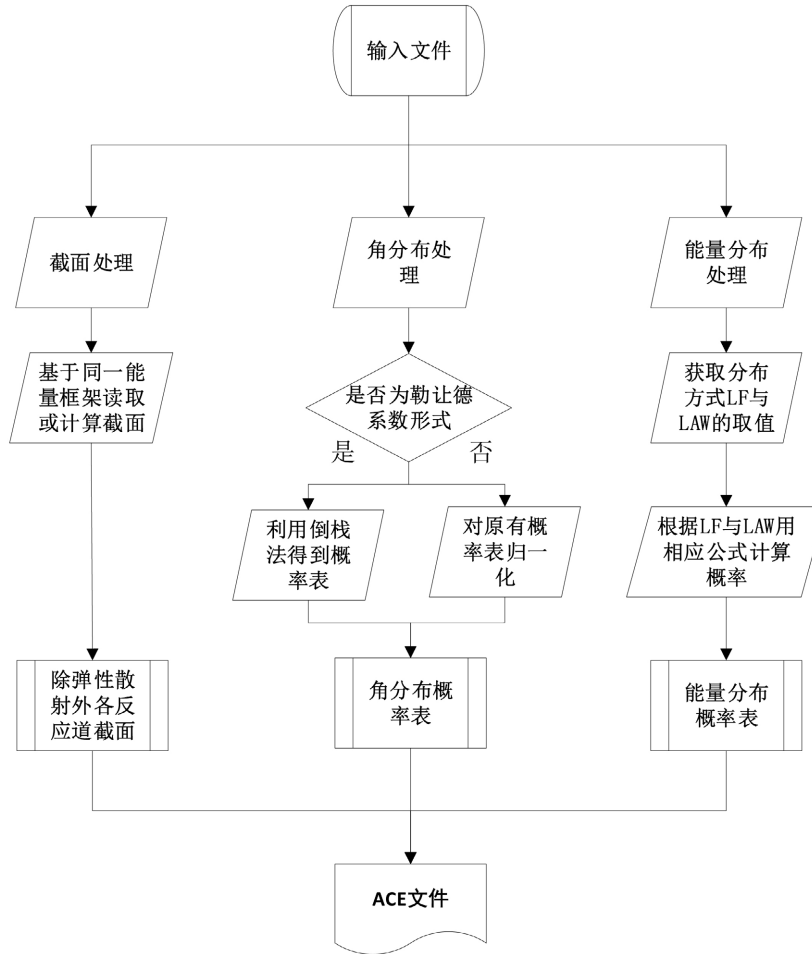 输入文件
截面处理
角分布处
理
能量分布
处理
基于同一能
量框架读取
或计算截面
是否为勒让德
系数形式
是
否
获取分布
方式LF与
LAW的取值
利用倒栈
法得到概
率表
对原有概
率表归一
化
根据LF与LAW用
相应公式计算
概率
除弹性散
射外各反
应道截面
角分布概
率表
能量分布
概率表
ACE文件